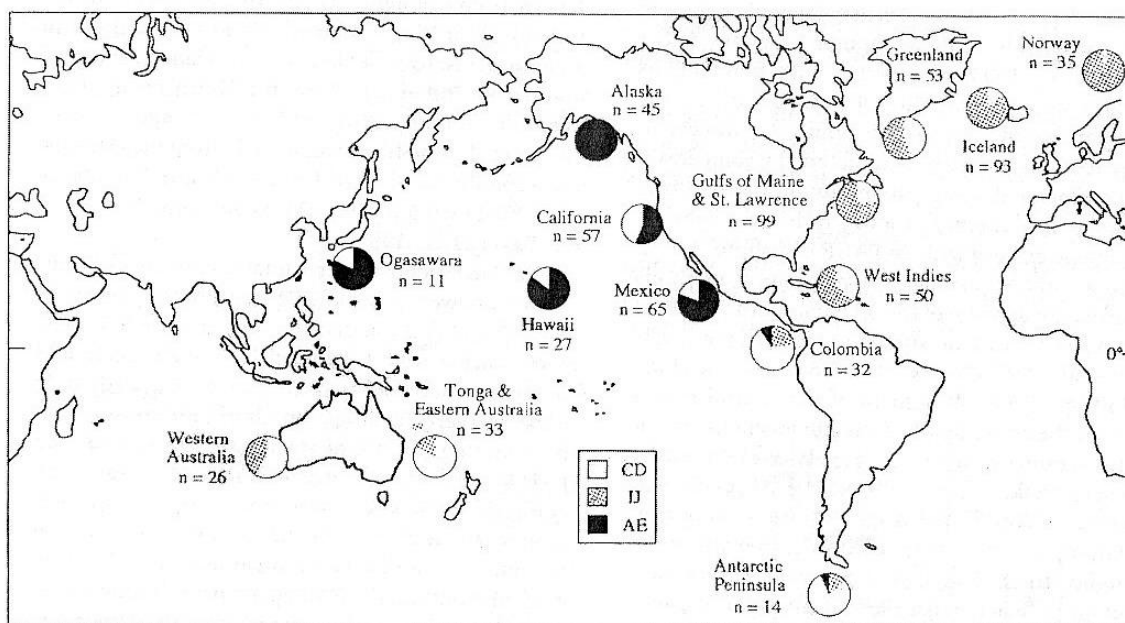 Norway
n = 35
Greenland
n = 53
Alaska
n = 45
Iceland
n = 93
Gulfs of Maine
& St. Lawrence
n = 99
California
n = 57
Ogasawara
n = 11
West Indies
n = 50
Mexico
n = 65
Hawaii
n = 27
Colombia
n = 32
0°
Tonga &
Eastern Australia
n = 33
Western
Australia
n = 26
CD
IJ
AE
Antarctic
Peninsula
n = 14